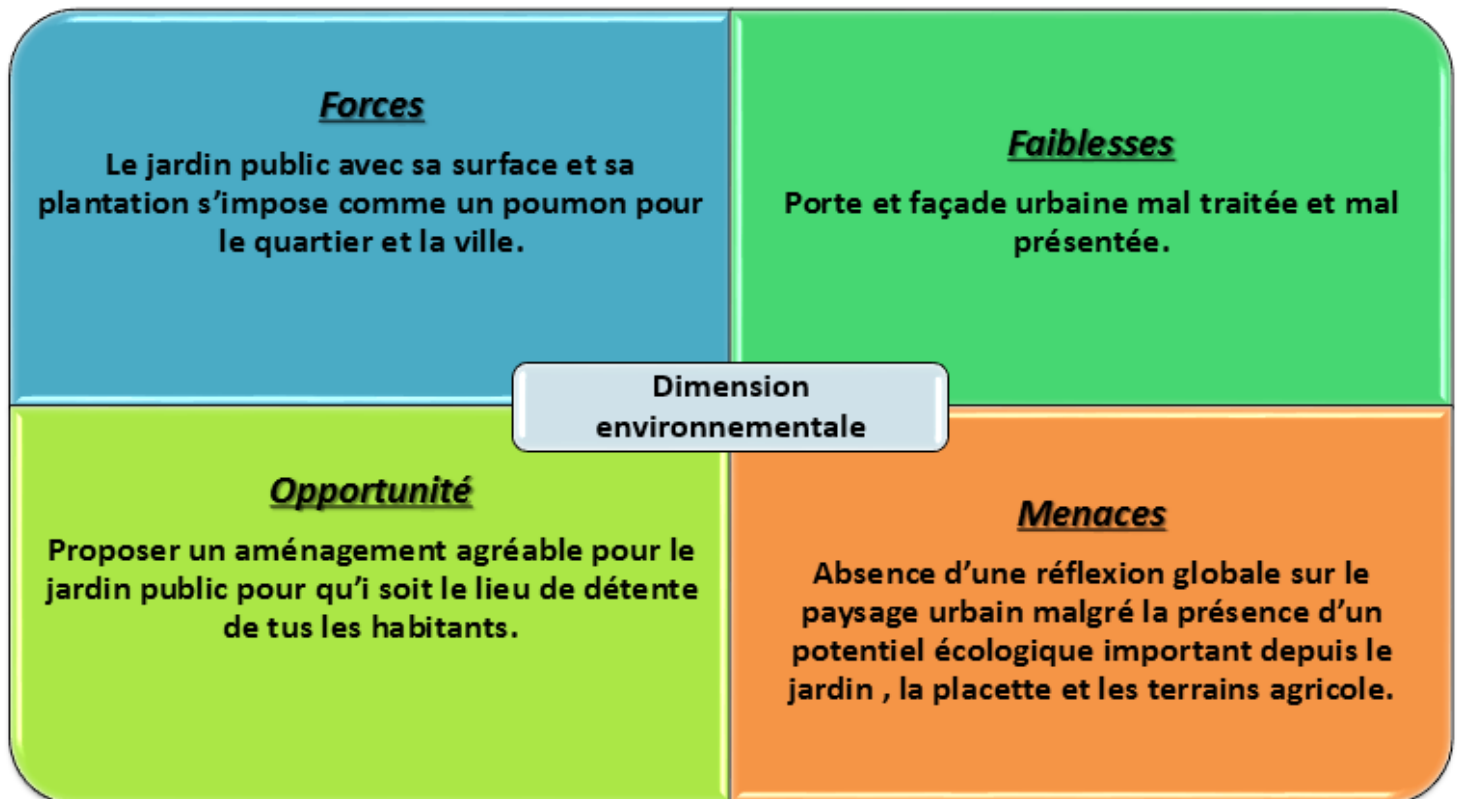 Forces
Le jardin public avec sa surface et sa
plantation s’impose comme un poumon pour
le quartier et la ville.
Faiblesses
Porte et façade urbaine mal traitée et mal
présentée.
Dimension
environnementale
Opportunité
Proposer un aménagement agréable pour le
jardin public pour qu’i soit le lieu de détente
de tus les habitants.
Menaces
Absence d’une réflexion globale sur le
paysage urbain malgré la présence d’un
potentiel écologique important depuis le
jardin , la placette et les terrains agricole.